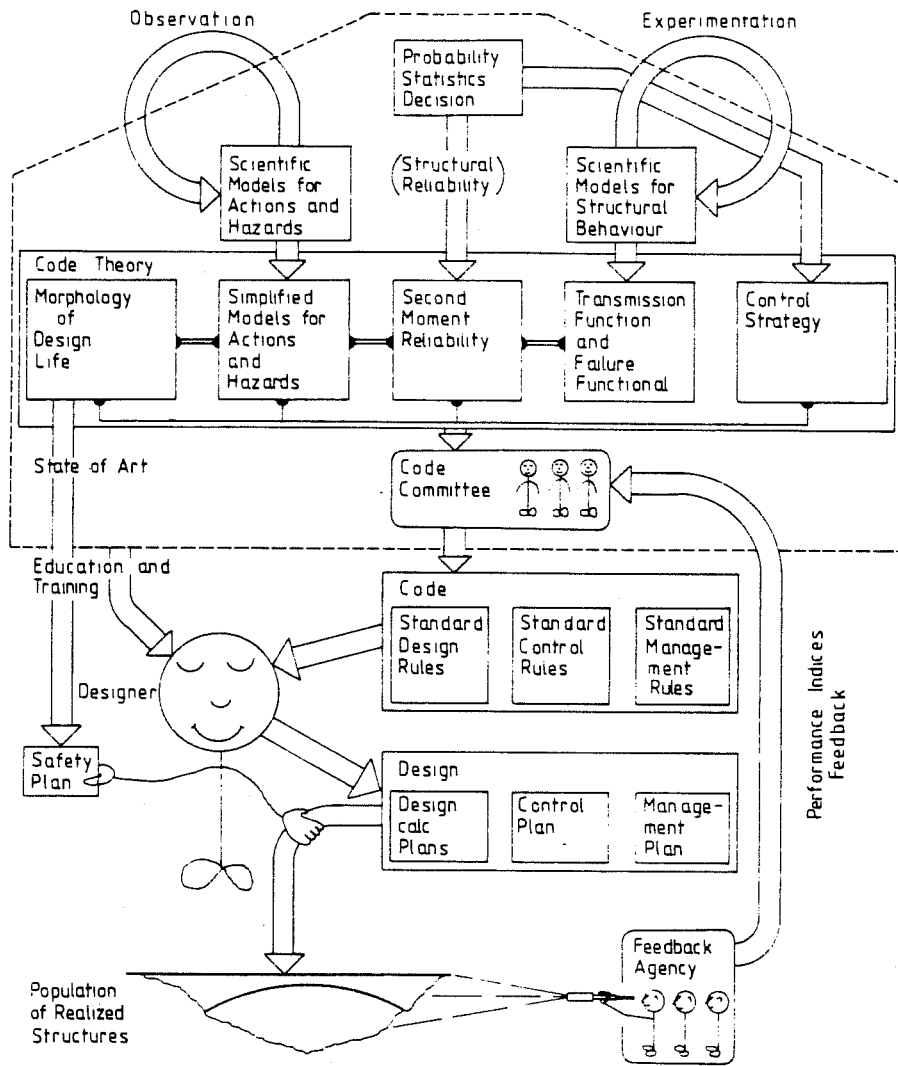 Observation
Experimentation
Probability
Statistics
Decision
Scientific
Models for
Actions and
Hazards
(Structural
Reliability)
Scientific
Models for
Structural
Behaviour
Code Theory
Morphology
of
Design
Life
Simplified
Models for
Actions
and
Hazards
Second
Moment
Reliability
Transmission
Function
and
Failure
Functional
Control
Strategy
State of Art
Code
Committee
Education and
Training
Code
Standard
Design
Rules
Standard
Control
Rules
Standard
Manage-
ment
Rules
Designer
Performance Indices
Feedback
Safety
Plan
Design
Design
calc
Plans
Control
Plan
Manage-
ment
Plan
Feedback
Agency
Population
of Realized
Structures